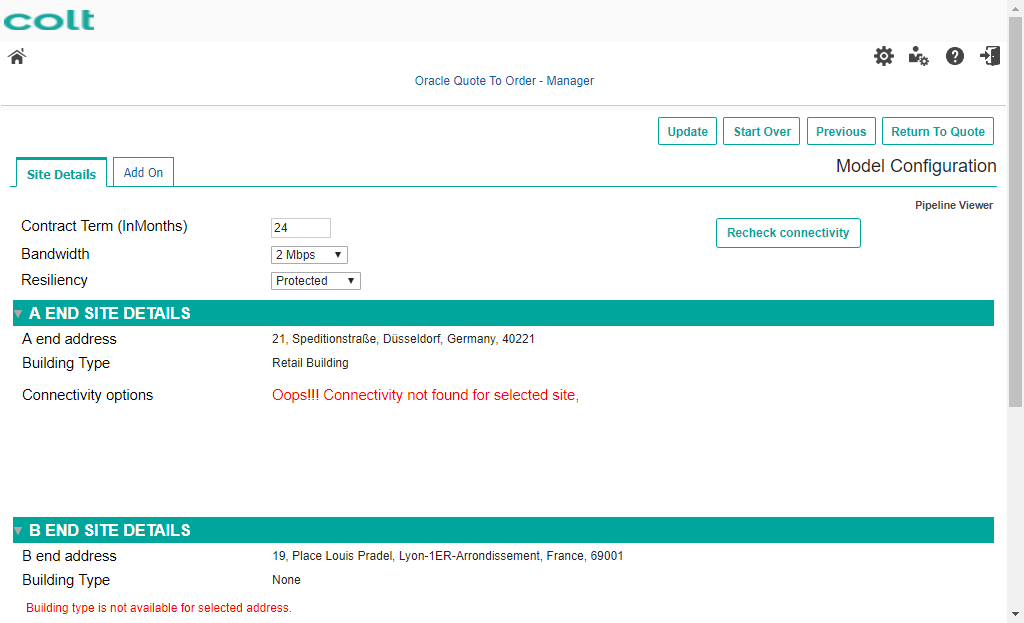 colt
Oracle Quote To Order - Manager
Update
Start Over
Previous
Return To Quote
Site Details
Add On
Model Configuration
Pipeline Viewer
Contract Term (InMonths)
24
Recheck connectivity
Bandwidth
2 Mbps
Resiliency
Protected
A END SITE DETAILS
A end address
21, Speditionstraße, Düsseldorf, Germany, 40221
Building Type
Retail Building
Connectivity options
Oops!!! Connectivity not found for selected site,
B END SITE DETAILS
B end address
19, Place Louis Pradel, Lyon-1ER-Arrondissement, France, 69001
Building Type
None
Building type is not available for selected address.